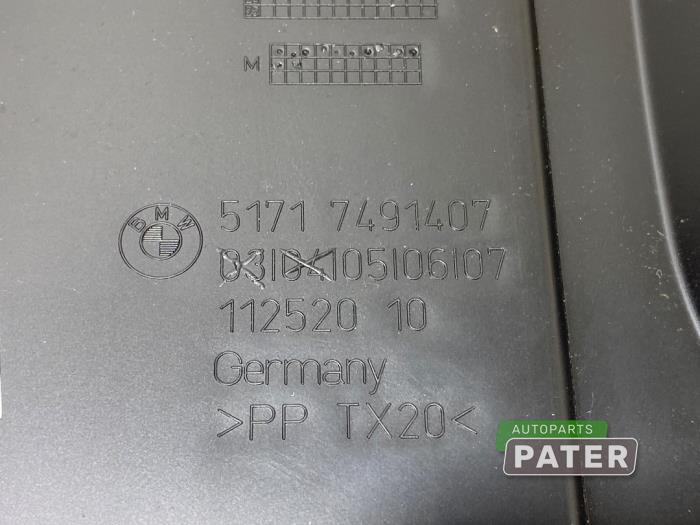 M
BMW
5171 7491407
03|04|05|06|07
112520 10
Germany
>PP TX20<
AUTOPARTS
PATER